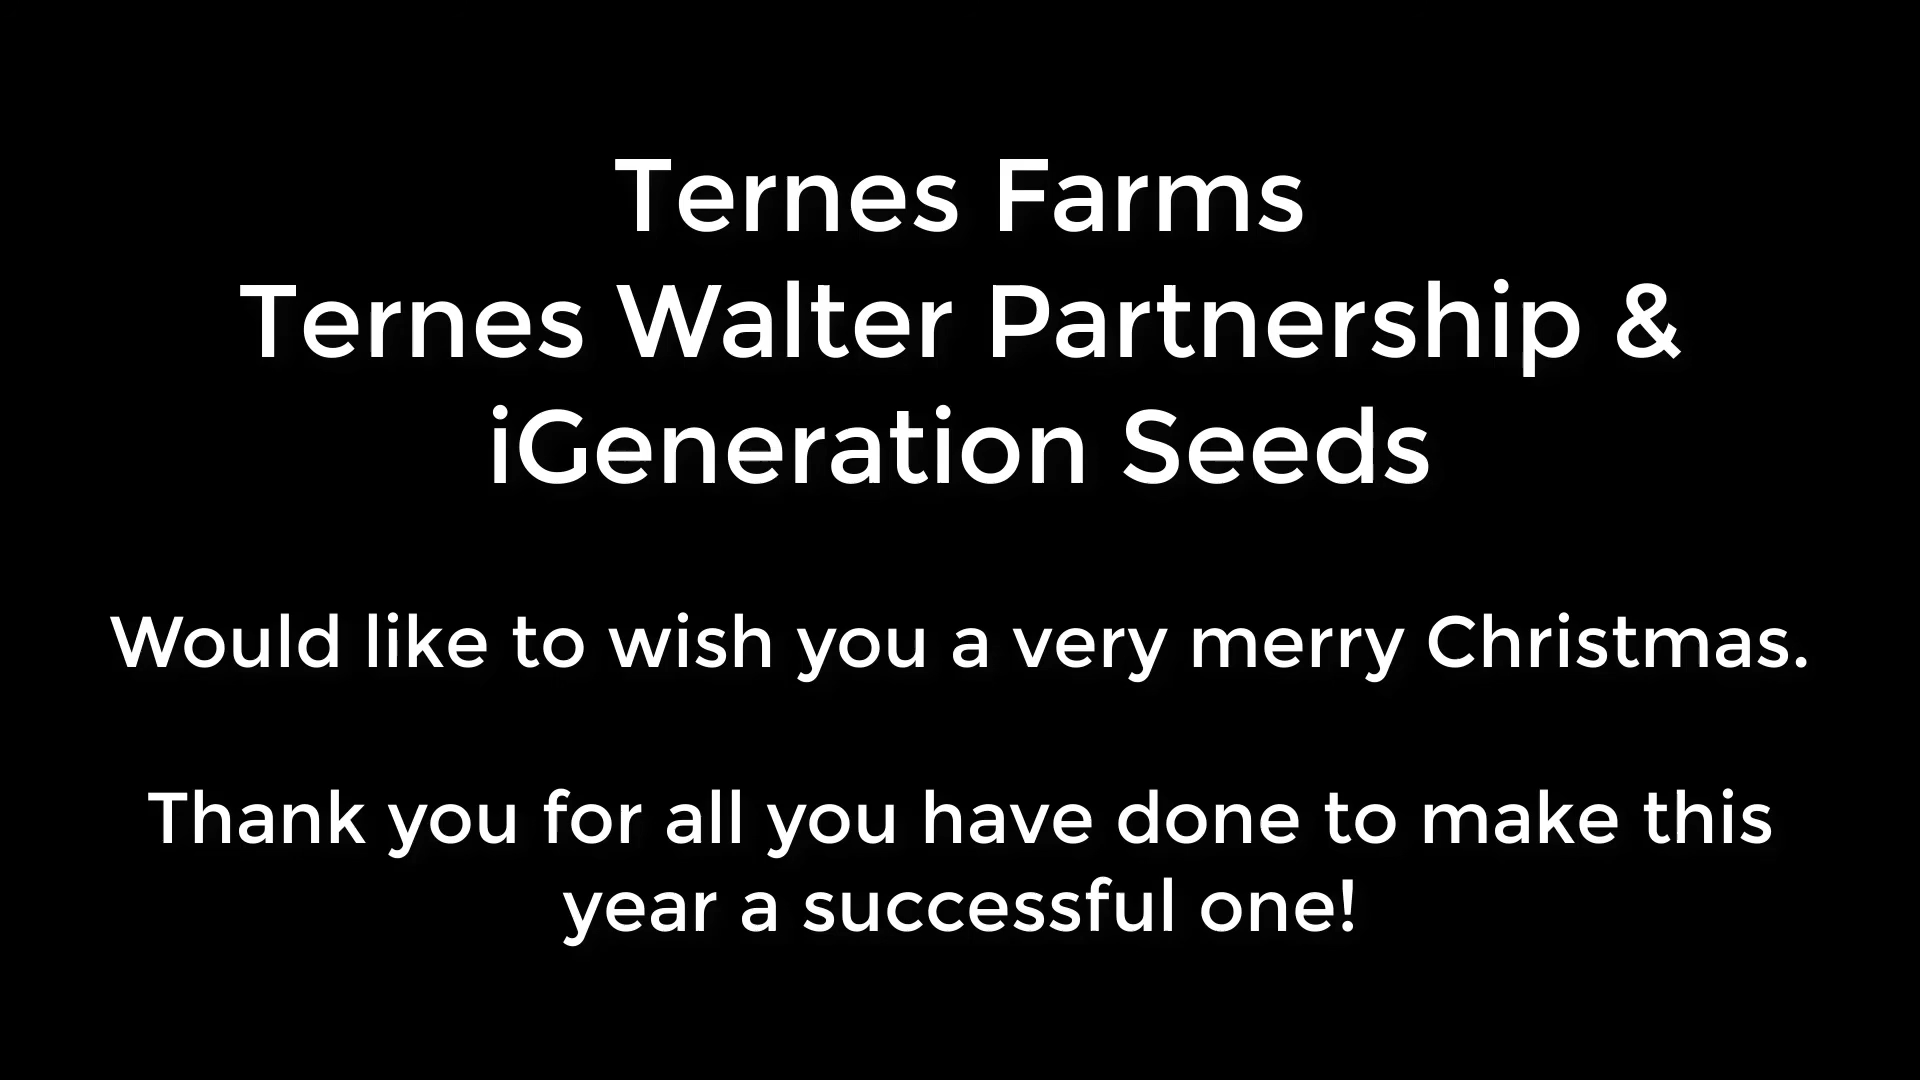 Ternes Farms
Ternes Walter Partnership &
iGeneration Seeds
Would like to wish you a very merry Christmas.
Thank you for all you have done to make this
year a successful one!